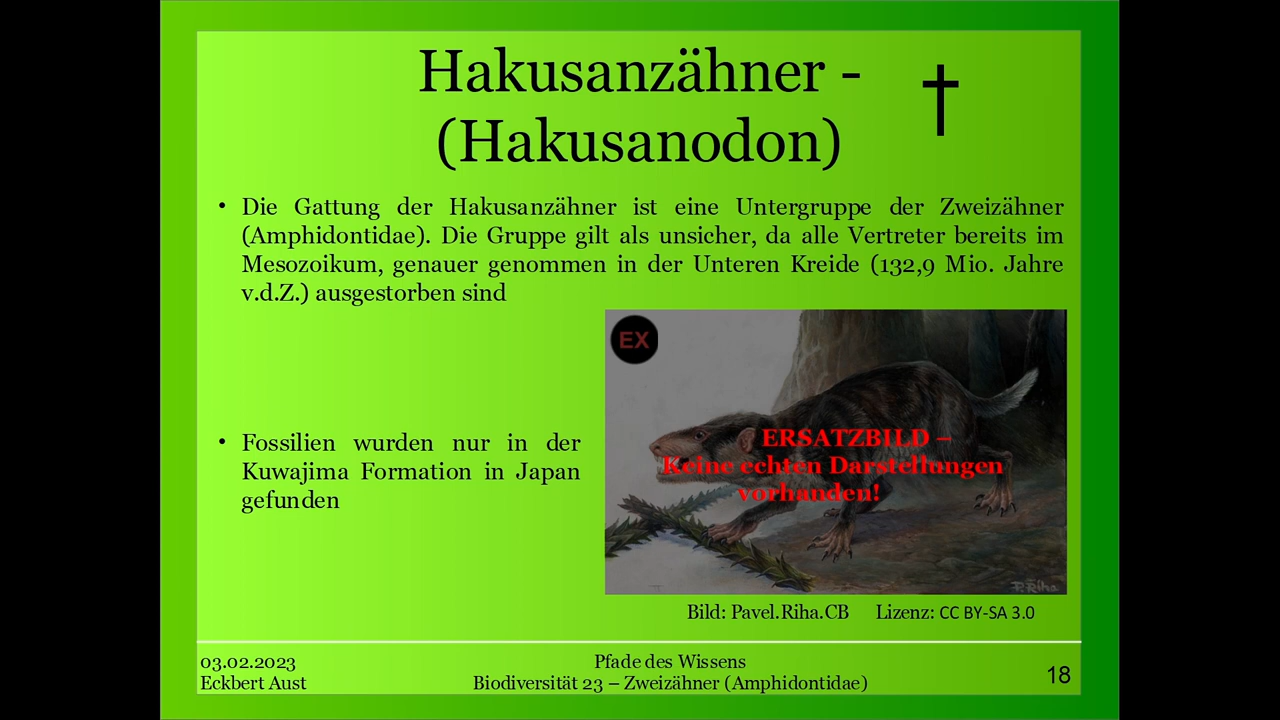 Hakusanzähner -
(Hakusanodon)
†
• Die Gattung der Hakusanzähner ist eine Untergruppe der Zweizähner
(Amphidontidae). Die Gruppe gilt als unsicher, da alle Vertreter bereits im
Mesozoikum, genauer genommen in der Unteren Kreide (132,9 Mio. Jahre
v.d.Z.) ausgestorben sind
EX
ERSATZBILD –
Keine echten Darstellungen
vorhanden!
• Fossilien wurden nur in der
Kuwajima Formation in Japan
gefunden
P. Říha
Bild: Pavel.Riha.CB Lizenz: CC BY-SA 3.0
03.02.2023
Eckbert Aust
Pfade des Wissens
Biodiversität 23 – Zweizähner (Amphidontidae)
18